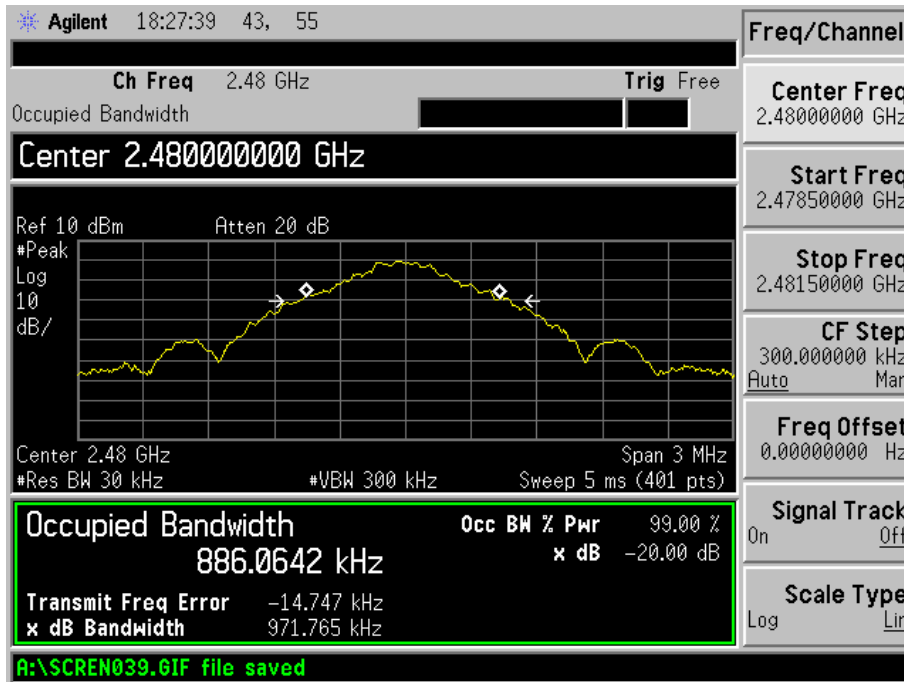 Agilent 18:27:39 43, 55
Ch Freq 2.48 GHz Trig Free
Occupied Bandwidth
Center 2.480000000 GHz
Ref 10 dBm Atten 20 dB
#Peak
Log
10
dB/
Center 2.48 GHz Span 3 MHz
#Res BW 30 kHz #VBW 300 kHz Sweep 5 ms (401 pts)
Occupied Bandwidth Occ BW % Pwr 99.00 %
886.0642 kHz x dB -20.00 dB
Transmit Freq Error -14.747 kHz
x dB Bandwidth 971.765 kHz
A:\SCREN039.GIF file saved
Freq/Channel
Center Freq
2.48000000 GHz
Start Freq
2.47850000 GHz
Stop Freq
2.48150000 GHz
CF Step
300.000000 kHz
Auto Man
Freq Offset
0.00000000 Hz
Signal Track
On Off
Scale Type
Log Lin